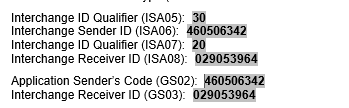 Interchange ID Qualifier (ISA05): 30
Interchange Sender ID (ISA06): 460506342
Interchange ID Qualifier (ISA07): 20
Interchange Receiver ID (ISA08): 029053964
Application Sender's Code (GS02): 460506342
Interchange Receiver ID (GS03): 029053964